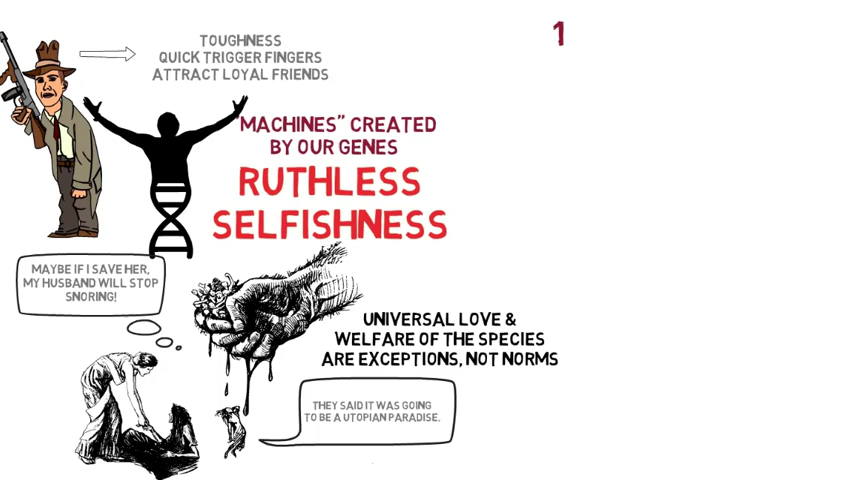 1
TOUGHNESS
QUICK TRIGGER FINGERS
ATTRACT LOYAL FRIENDS
MACHINES" CREATED
BY OUR GENES
RUTHLESS
SELFISHNESS
MAYBE IF I SAVE HER,
MY HUSBAND WILL STOP
SNORING!
UNIVERSAL LOVE &
WELFARE OF THE SPECIES
ARE EXCEPTIONS, NOT NORMS
THEY SAID IT WAS GOING
TO BE A UTOPIAN PARADISE.